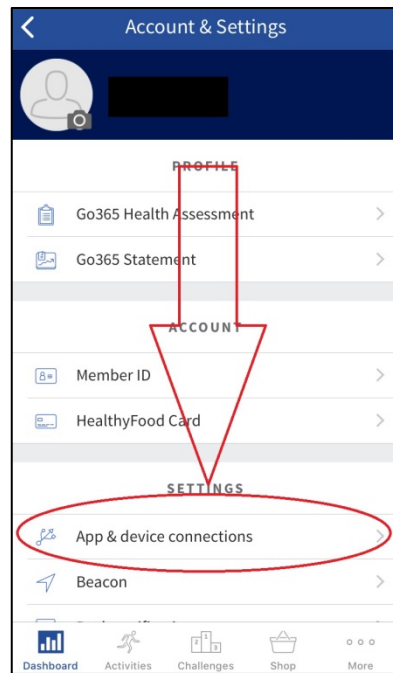 Account & Settings
PROFILE
Go365 Health Assessment
Go365 Statement
ACCOUNT
Member ID
HealthyFood Card
SETTINGS
App & device connections
Beacon
Dashboard Activities Challenges Shop More